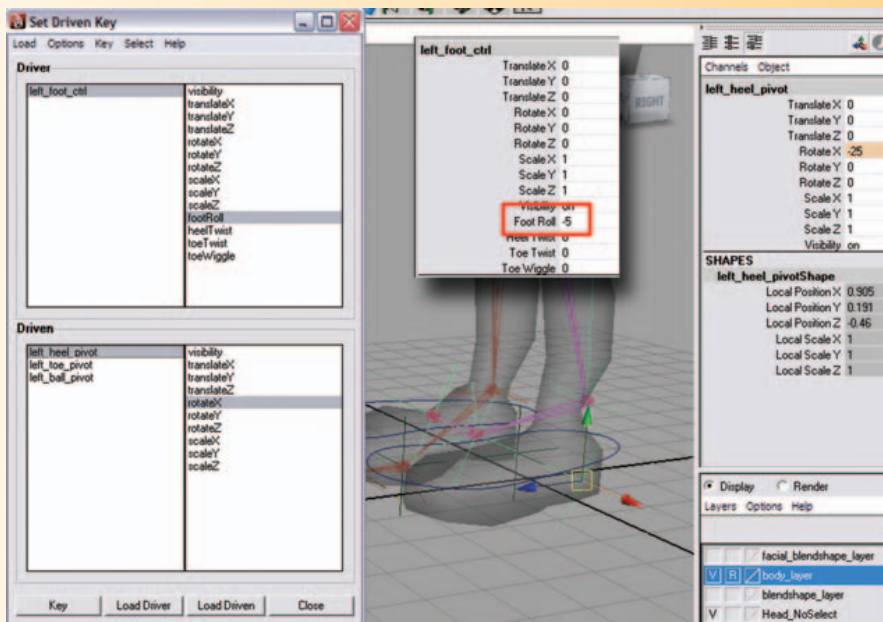 Set Driven Key
Load Options Key Select Help
Driver
left_foot_ctrl
visibility
translateX
translateY
translateZ
rotateX
rotateY
rotateZ
scaleX
scaleY
scaleZ
footRoll
heelTwist
toeTwist
toeWiggle
Driven
left_heel_pivot
left_toe_pivot
left_ball_pivot
visibility
translateX
translateY
translateZ
rotateX
rotateY
rotateZ
scaleX
scaleY
scaleZ
Key Load Driver Load Driven Close
left_foot_ctrl
Translate X 0
Translate Y 0
Translate Z 0
Rotate X 0
Rotate Y 0
Rotate Z 0
Scale X 1
Scale Y 1
Scale Z 1
Visibility on
Foot Roll -5
Heel Twist 0
Toe Twist 0
Toe Wiggle 0
RIGHT
Channels Object
left_heel_pivot
Translate X 0
Translate Y 0
Translate Z 0
Rotate X -25
Rotate Y 0
Rotate Z 0
Scale X 1
Scale Y 1
Scale Z 1
Visibility on
SHAPES
left_heel_pivotShape
Local Position X 0.905
Local Position Y 0.191
Local Position Z -0.46
Local Scale X 1
Local Scale Y 1
Local Scale Z 1
Display Render
Layers Options Help
facial_blendshape_layer
V R body_layer
blendshape_layer
V Head_NoSelect